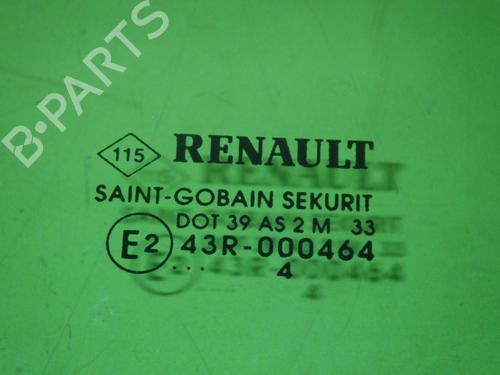 B-PARTS
115 RENAULT
SAINT-GOBAIN SEKURIT
DOT 39 AS 2 M 33
E2 43R-000464
... 4